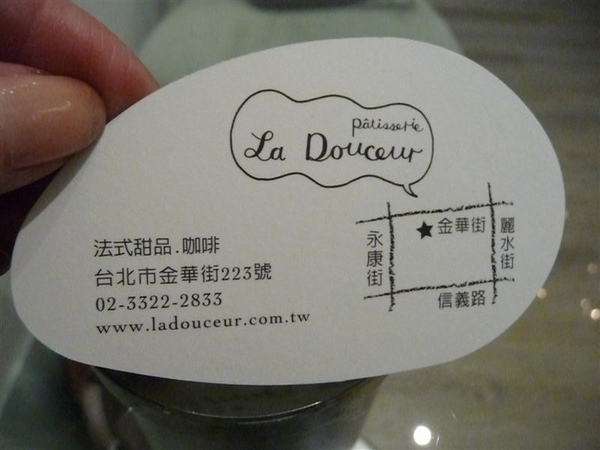 pâtisserie
La Douceur
法式甜品.咖啡
台北市金華街223號
02-3322-2833
www.ladouceur.com.tw
★金華街
永康街
麗水街
信義路